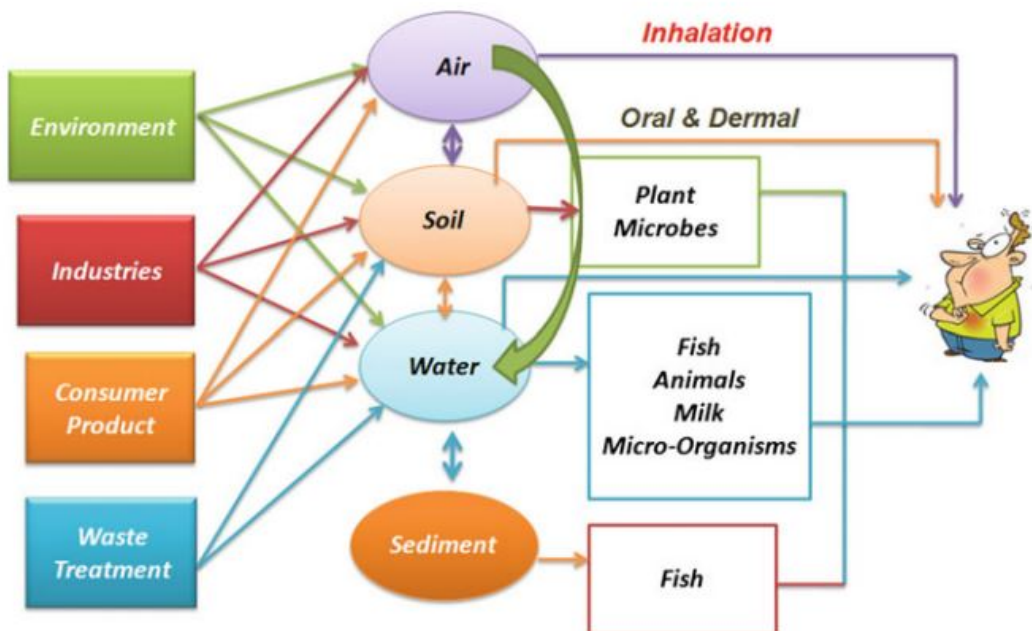 Inhalation
Air
Environment
Oral & Dermal
Soil
Plant
Microbes
Industries
Water
Fish
Animals
Milk
Micro-Organisms
Consumer
Product
Sediment
Waste
Treatment
Fish